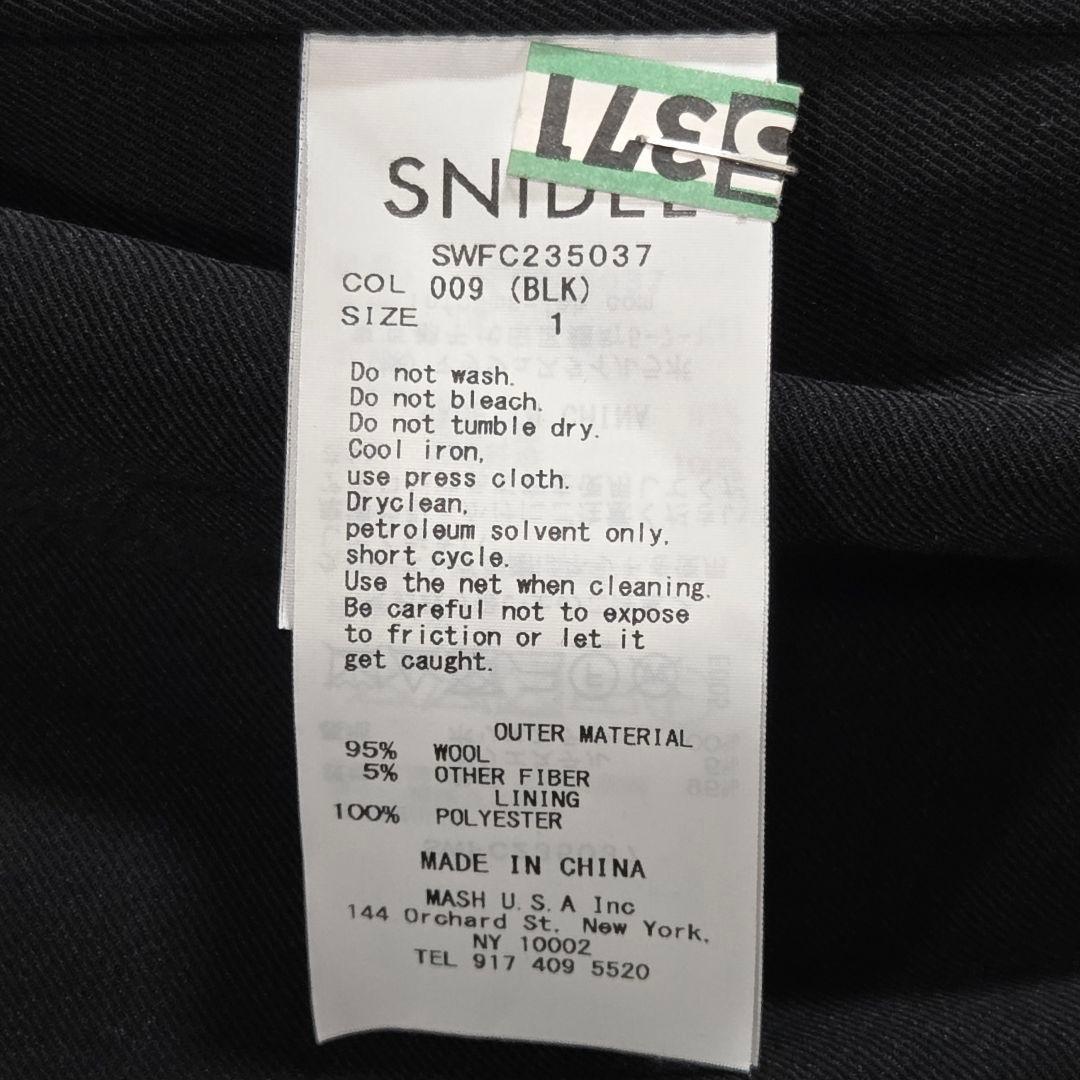 1L371
SNIDEL
SWFC235037
COL 009 (BLK)
SIZE 1
Do not wash.
Do not bleach.
Do not tumble dry.
Cool iron,
use press cloth.
Dryclean,
petroleum solvent only,
short cycle.
Use the net when cleaning.
Be careful not to expose
to friction or let it
get caught.
OUTER MATERIAL
95% WOOL
5% OTHER FIBER
LINING
100% POLYESTER
MADE IN CHINA
MASH U.S.A Inc
144 Orchard St. New York,
NY 10002
TEL 917 409 5520